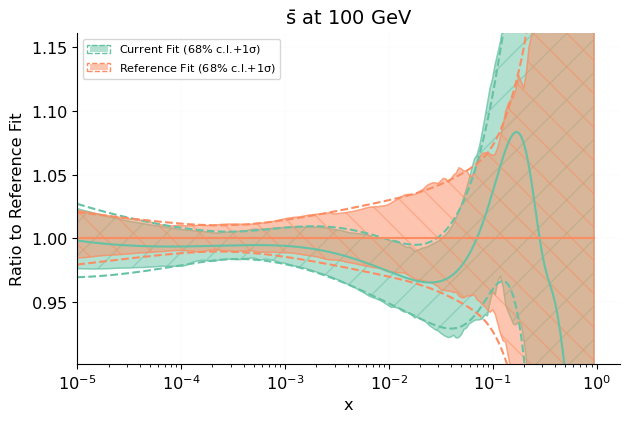 s̄ at 100 GeV
Current Fit (68% c.l.+1σ)
Reference Fit (68% c.l.+1σ)
Ratio to Reference Fit
1.15
1.10
1.05
1.00
0.95
10⁻⁵ 10⁻⁴ 10⁻³ 10⁻² 10⁻¹ 10⁰
x